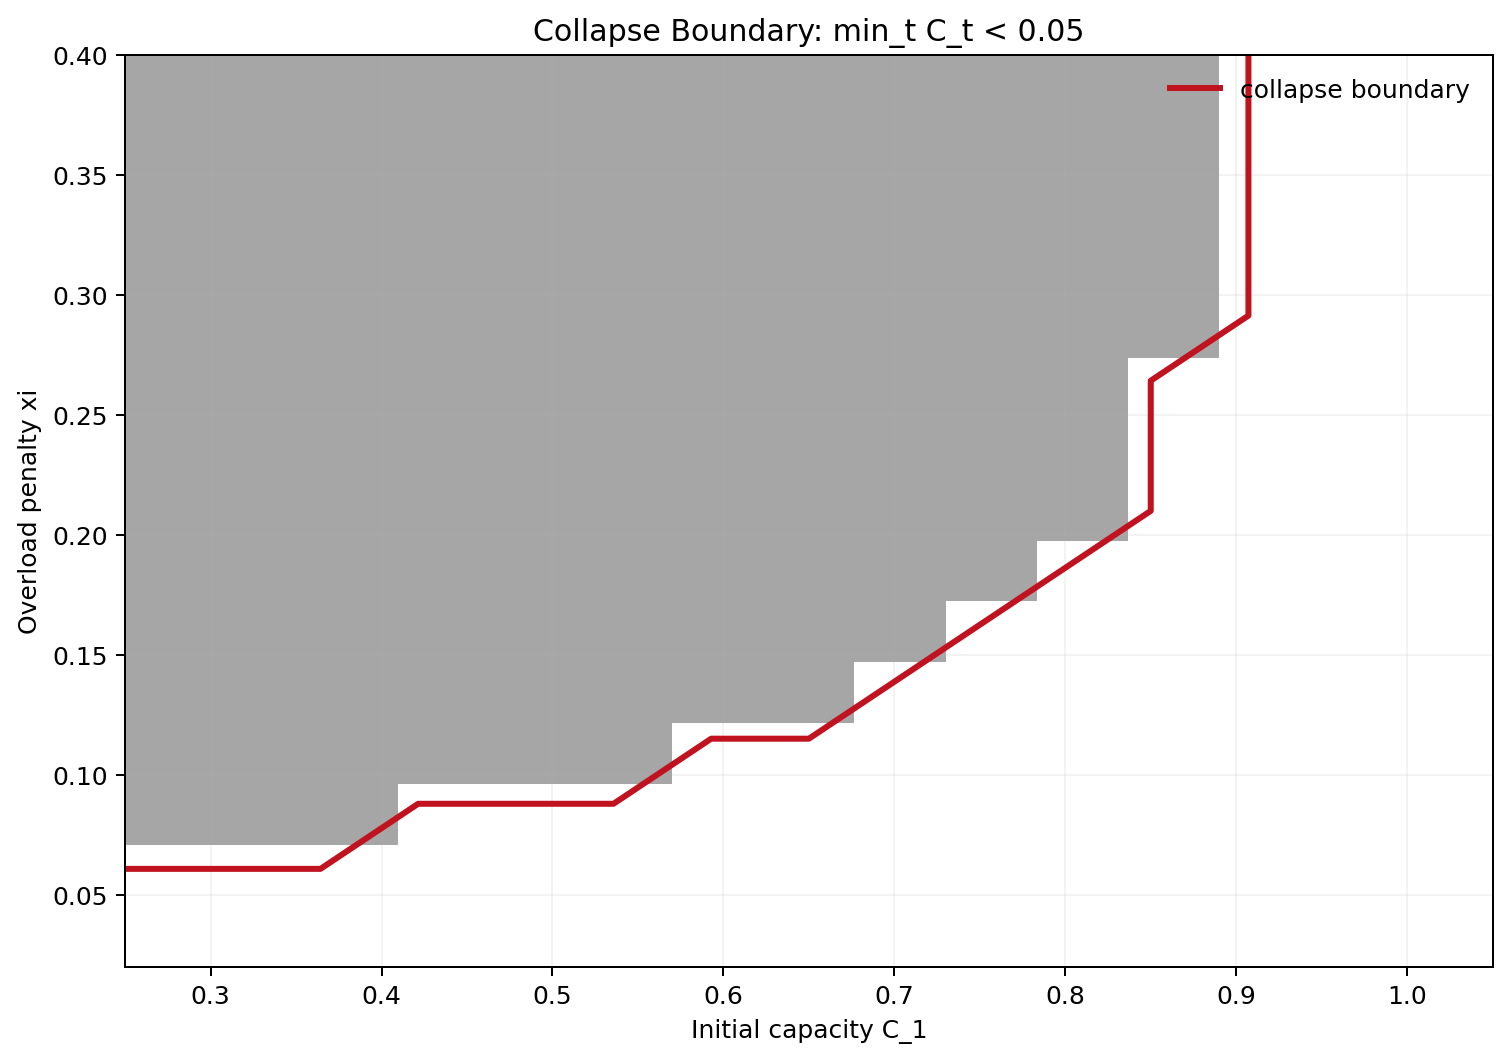 Collapse Boundary: min_t C_t < 0.05
collapse boundary
Overload penalty xi
0.40
0.35
0.30
0.25
0.20
0.15
0.10
0.05
0.3 0.4 0.5 0.6 0.7 0.8 0.9 1.0
Initial capacity C_1